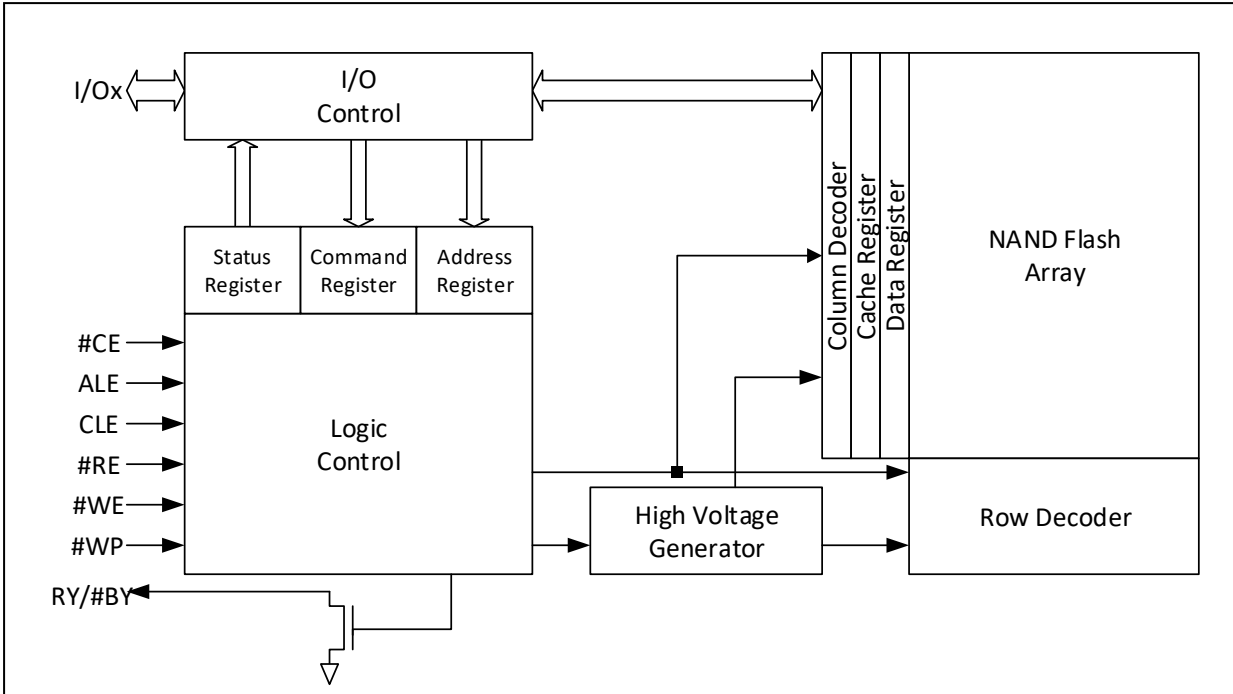 I/Ox
I/O
Control
Status
Register
Command
Register
Address
Register
#CE
ALE
CLE
#RE
#WE
#WP
RY/#BY
Logic
Control
High Voltage
Generator
Column Decoder
Cache Register
Data Register
NAND Flash
Array
Row Decoder